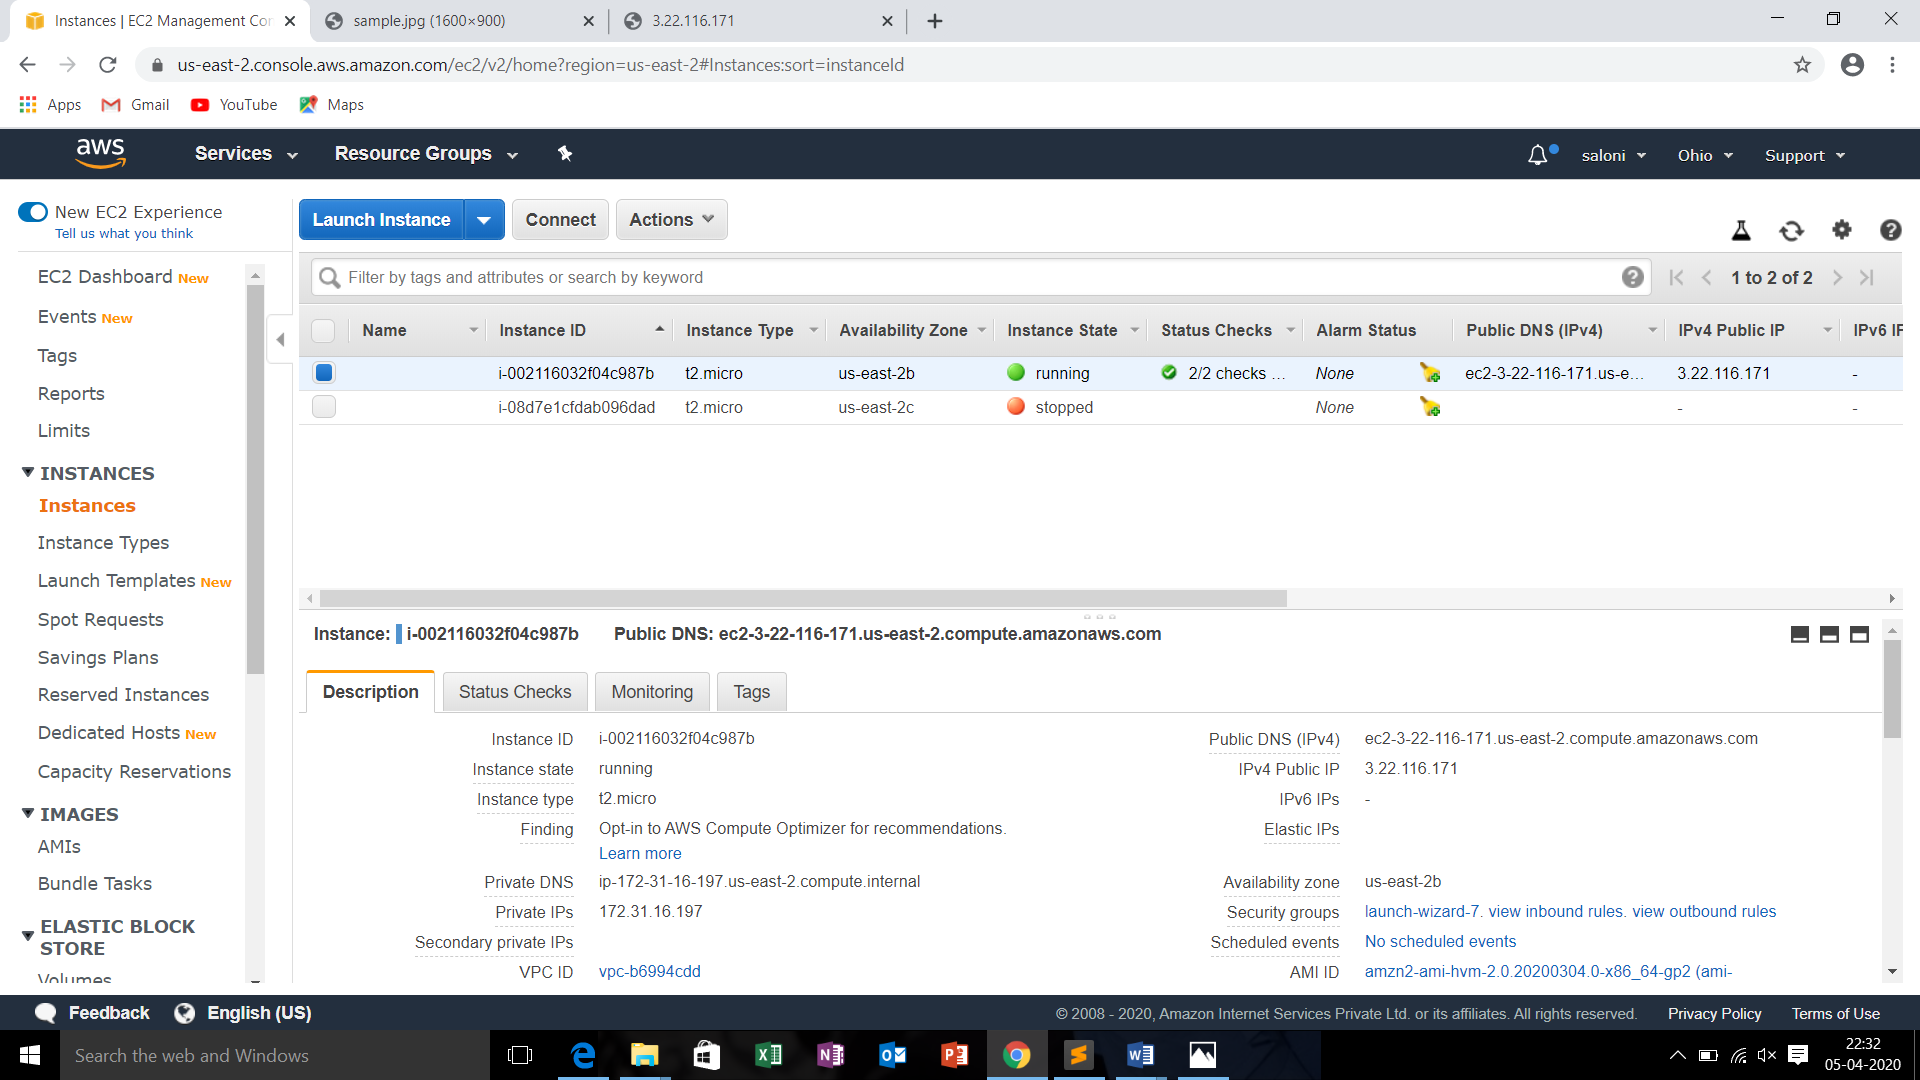 Instances | EC2 Management Con
sample.jpg (1600×900)
3.22.116.171
us-east-2.console.aws.amazon.com/ec2/v2/home?region=us-east-2#Instances:sort=instanceId
Apps
Gmail
YouTube
Maps
aws
Services
Resource Groups
saloni
Ohio
Support
New EC2 Experience
Tell us what you think
Launch Instance
Connect
Actions
EC2 Dashboard New
Events New
Tags
Reports
Limits
INSTANCES
Instances
Instance Types
Launch Templates New
Spot Requests
Savings Plans
Reserved Instances
Dedicated Hosts New
Capacity Reservations
IMAGES
AMIs
Bundle Tasks
ELASTIC BLOCK
STORE
Volumes
Filter by tags and attributes or search by keyword
1 to 2 of 2
Name Instance ID Instance Type Availability Zone Instance State Status Checks Alarm Status Public DNS (IPv4) IPv4 Public IP IPv6 IP
i-002116032f04c987b t2.micro us-east-2b running 2/2 checks ... None ec2-3-22-116-171.us-e... 3.22.116.171 -
i-08d7e1cfdab096dad t2.micro us-east-2c stopped None - -
Instance: i-002116032f04c987b Public DNS: ec2-3-22-116-171.us-east-2.compute.amazonaws.com
Description
Status Checks
Monitoring
Tags
Instance ID i-002116032f04c987b
Instance state running
Instance type t2.micro
Finding Opt-in to AWS Compute Optimizer for recommendations.
Learn more
Private DNS ip-172-31-16-197.us-east-2.compute.internal
Private IPs 172.31.16.197
Secondary private IPs
VPC ID vpc-b6994cdd
Public DNS (IPv4) ec2-3-22-116-171.us-east-2.compute.amazonaws.com
IPv4 Public IP 3.22.116.171
IPv6 IPs -
Elastic IPs
Availability zone us-east-2b
Security groups launch-wizard-7. view inbound rules. view outbound rules
Scheduled events No scheduled events
AMI ID amzn2-ami-hvm-2.0.20200304.0-x86_64-gp2 (ami-
Feedback
English (US)
© 2008 - 2020, Amazon Internet Services Private Ltd. or its affiliates. All rights reserved.
Privacy Policy
Terms of Use
Search the web and Windows
22:32
05-04-2020